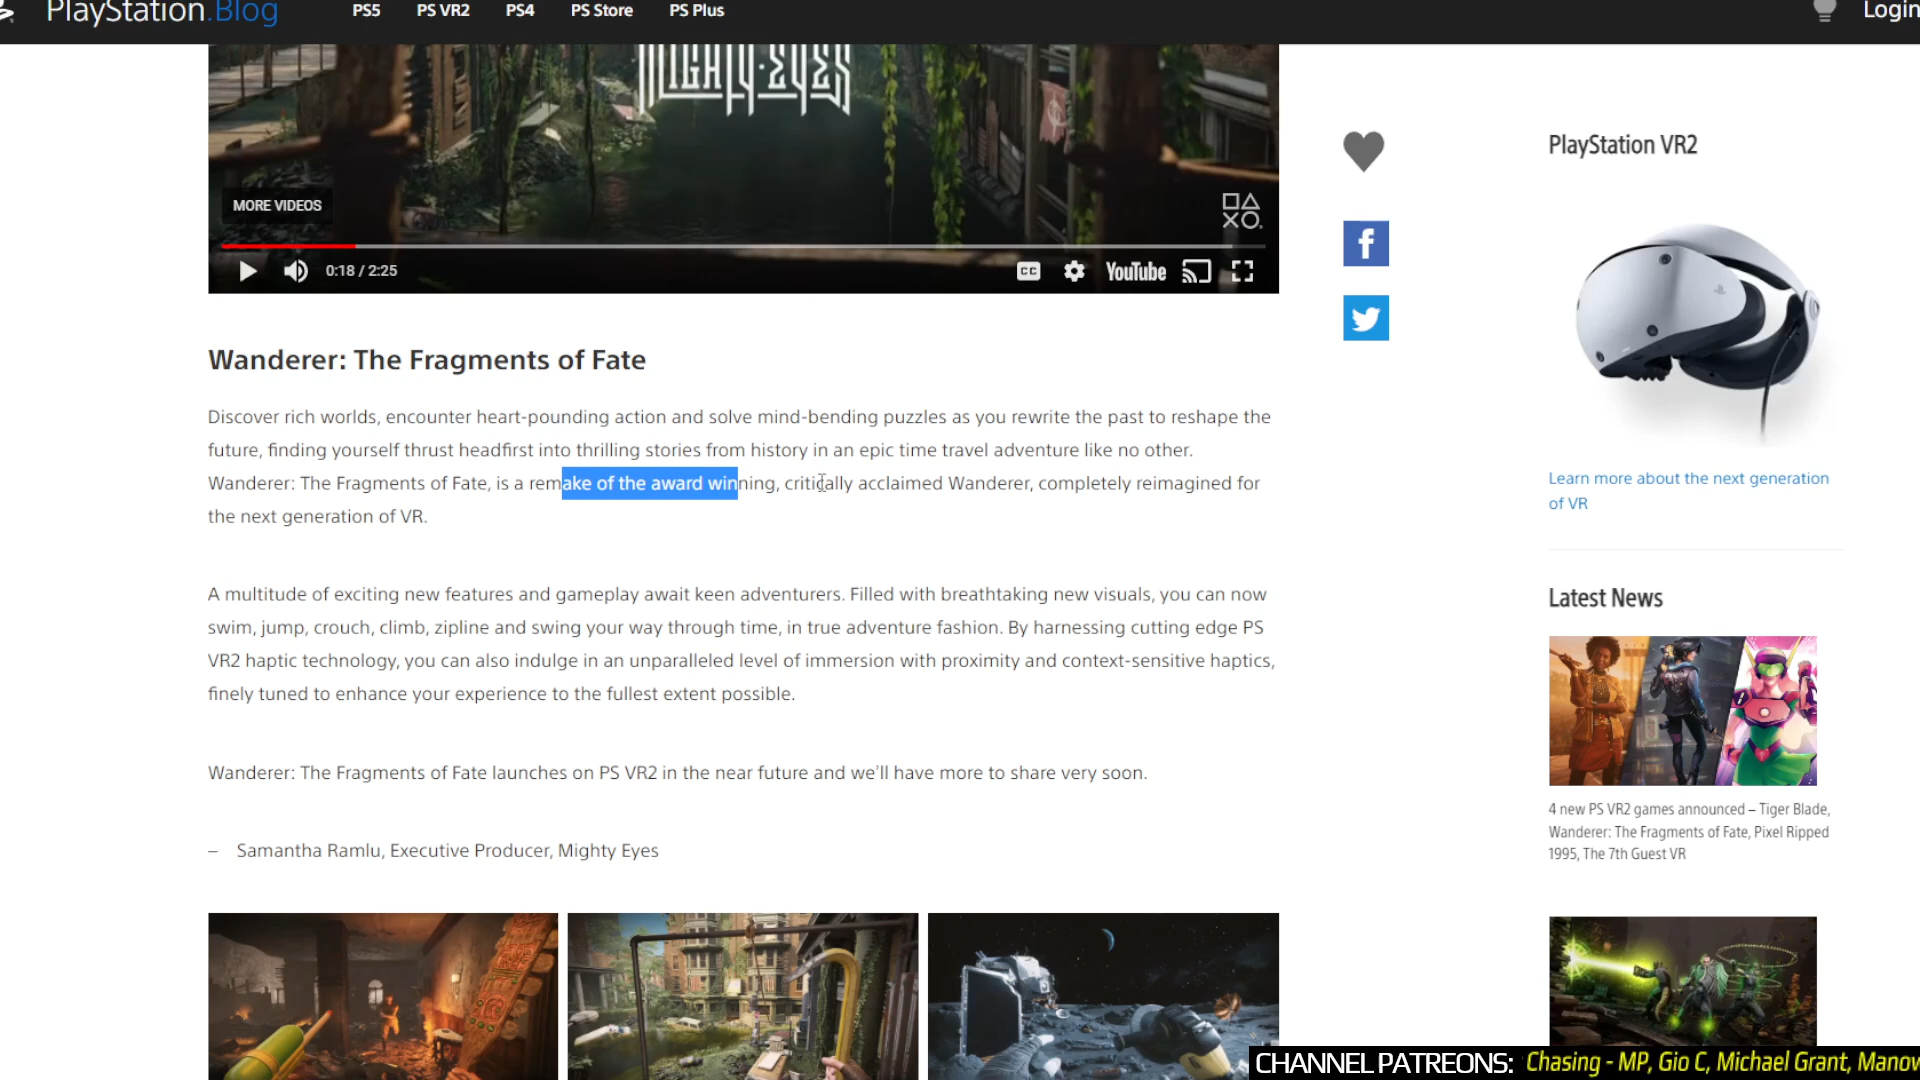 PlayStation.Blog
PS5 PS VR2 PS4 PS Store PS Plus
Login
MIGHTY·EYES
MORE VIDEOS
0:18 / 2:25
CC YouTube
PlayStation VR2
Learn more about the next generation
of VR
Wanderer: The Fragments of Fate
Discover rich worlds, encounter heart-pounding action and solve mind-bending puzzles as you rewrite the past to reshape the
future, finding yourself thrust headfirst into thrilling stories from history in an epic time travel adventure like no other.
Wanderer: The Fragments of Fate, is a remake of the award winning, critically acclaimed Wanderer, completely reimagined for
the next generation of VR.
A multitude of exciting new features and gameplay await keen adventurers. Filled with breathtaking new visuals, you can now
swim, jump, crouch, climb, zipline and swing your way through time, in true adventure fashion. By harnessing cutting edge PS
VR2 haptic technology, you can also indulge in an unparalleled level of immersion with proximity and context-sensitive haptics,
finely tuned to enhance your experience to the fullest extent possible.
Wanderer: The Fragments of Fate launches on PS VR2 in the near future and we'll have more to share very soon.
– Samantha Ramlu, Executive Producer, Mighty Eyes
Latest News
4 new PS VR2 games announced – Tiger Blade,
Wanderer: The Fragments of Fate, Pixel Ripped
1995, The 7th Guest VR
CHANNEL PATREONS: Chasing - MP, Gio C, Michael Grant, Manow